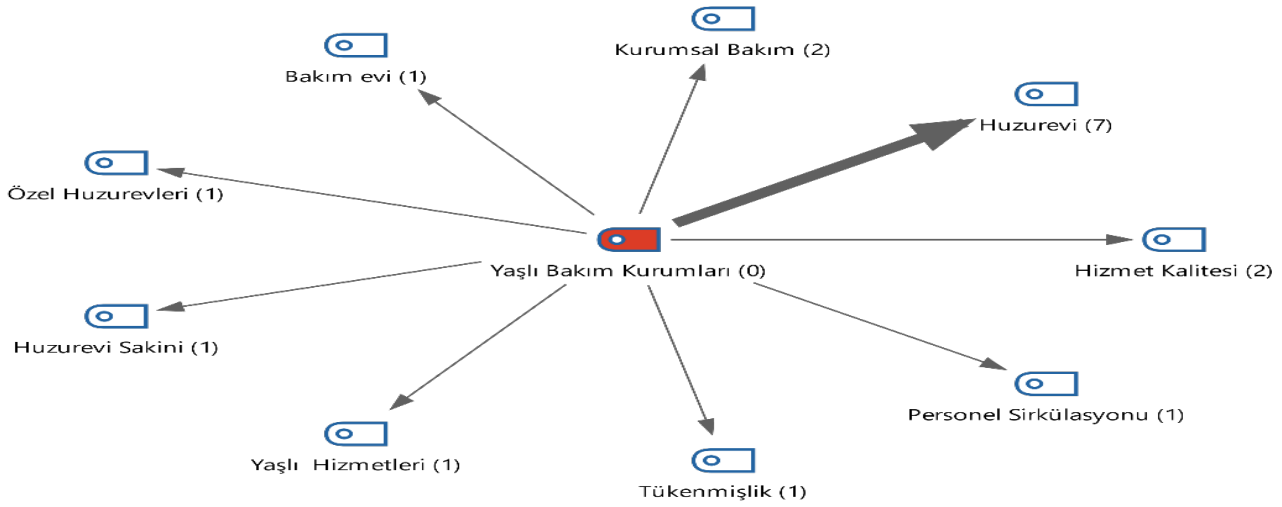 Kurumsal Bakım (2)
Bakım evi (1)
Huzurevi (7)
Özel Huzurevleri (1)
Yaşlı Bakım Kurumları (0)
Hizmet Kalitesi (2)
Huzurevi Sakini (1)
Personel Sirkülasyonu (1)
Yaşlı  Hizmetleri (1)
Tükenmişlik (1)